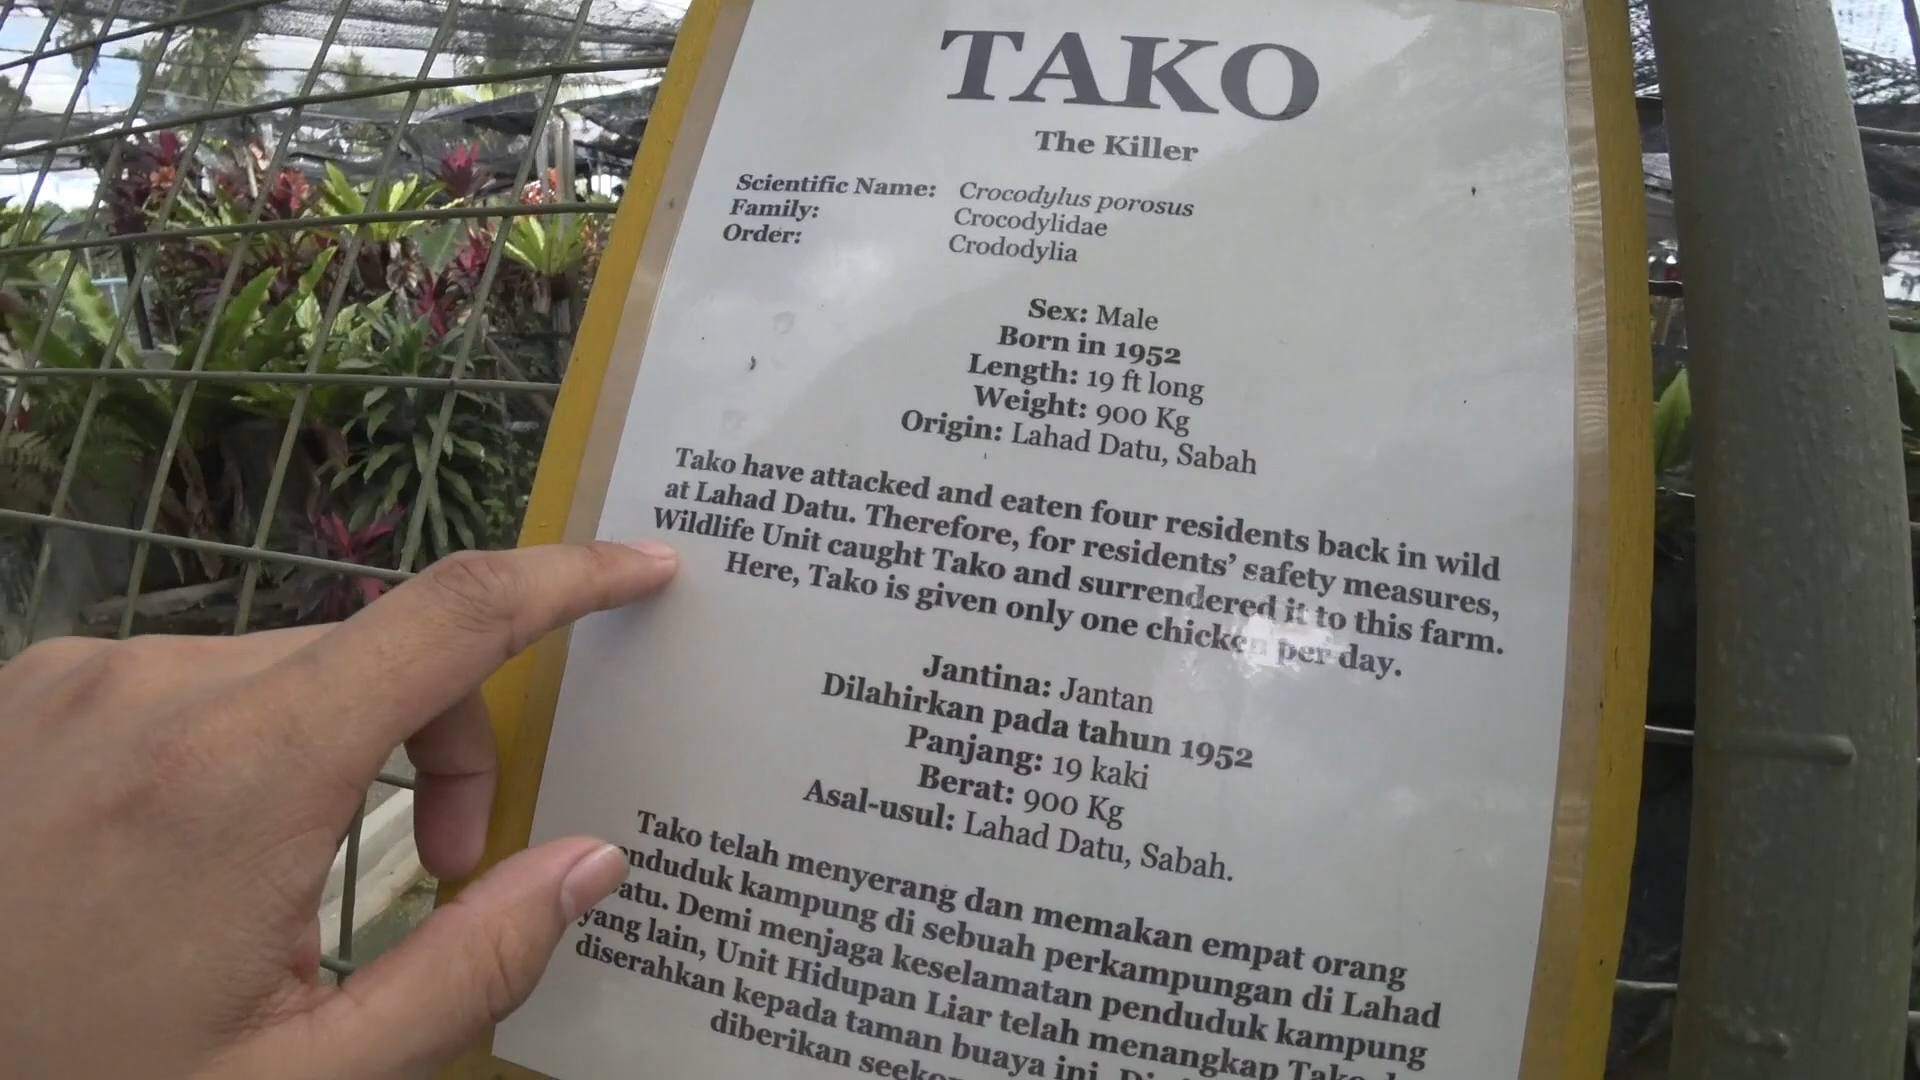 TAKO
The Killer
Scientific Name: Crocodylus porosus
Family: Crocodylidae
Order: Crododylia
Sex: Male
Born in 1952
Length: 19 ft long
Weight: 900 Kg
Origin: Lahad Datu, Sabah
Tako have attacked and eaten four residents back in wild
at Lahad Datu. Therefore, for residents' safety measures,
Wildlife Unit caught Tako and surrendered it to this farm.
Here, Tako is given only one chicken per day.
Jantina: Jantan
Dilahirkan pada tahun 1952
Panjang: 19 kaki
Berat: 900 Kg
Asal-usul: Lahad Datu, Sabah.
Tako telah menyerang dan memakan empat orang
penduduk kampung di sebuah perkampungan di Lahad
Datu. Demi menjaga keselamatan penduduk kampung
yang lain, Unit Hidupan Liar telah menangkap Tako
diserahkan kepada taman buaya ini.
diberikan